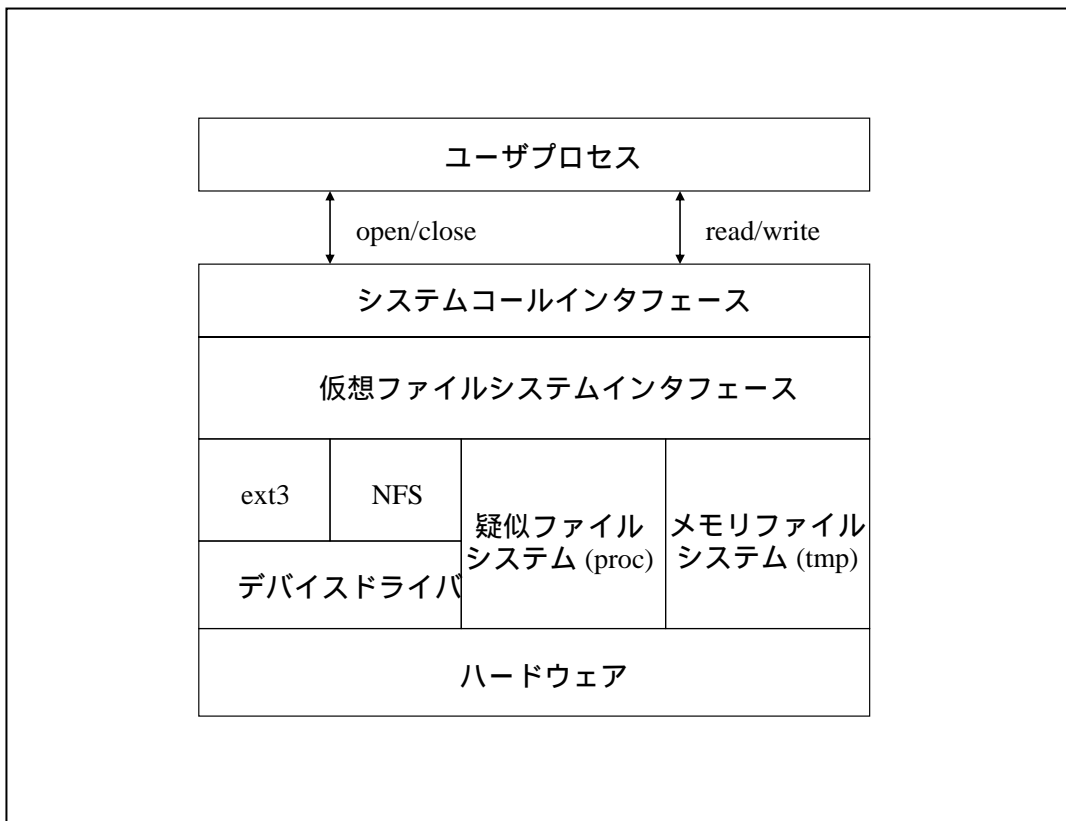 ユーザプロセス
open/close
read/write
システムコールインタフェース
仮想ファイルシステムインタフェース
ext3
NFS
疑似ファイル
システム (proc)
メモリファイル
システム (tmp)
デバイスドライバ
ハードウェア